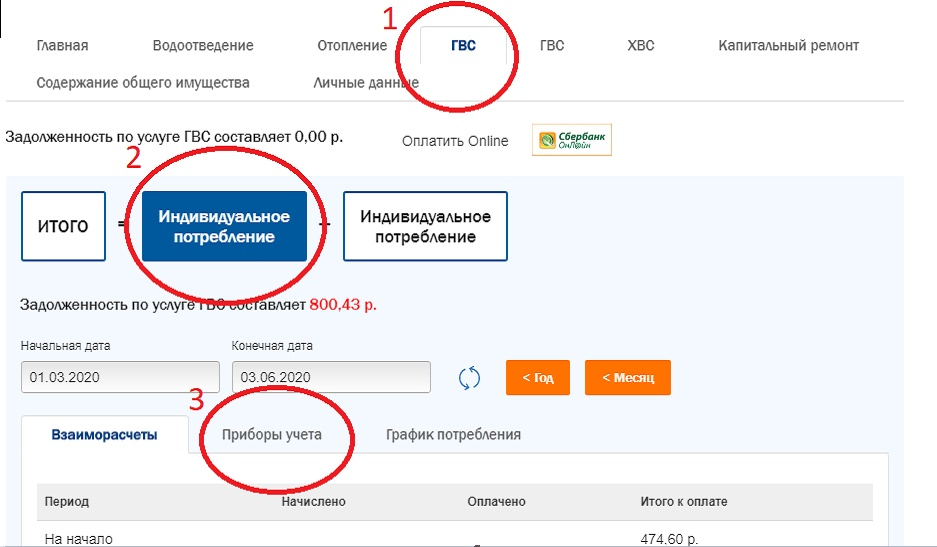 1
Главная Водоотведение Отопление ГВС ГВС ХВС Капитальный ремонт
Содержание общего имущества Личные данные
Задолженность по услуге ГВС составляет 0,00 р. Оплатить Online Сбербанк ОнЛ@йн
2
ИТОГО = Индивидуальное потребление + Индивидуальное потребление
Задолженность по услуге ГВС составляет 800,43 р.
Начальная дата Конечная дата
01.03.2020 03.06.2020 < Год < Месяц
3
Взаиморасчеты Приборы учета График потребления
Период Начислено Оплачено Итого к оплате
На начало 474,60 р.